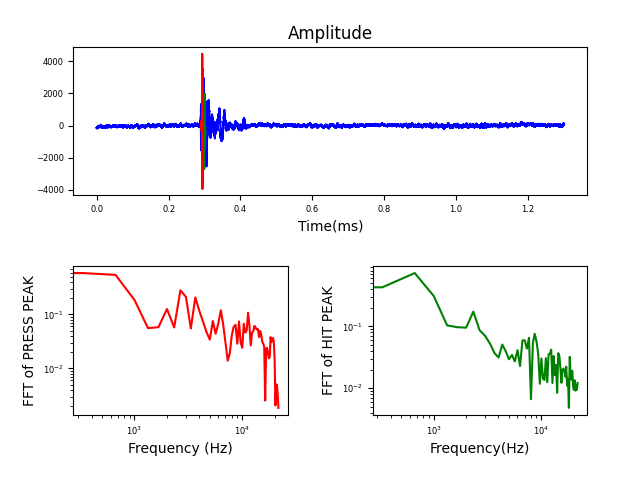 Amplitude
4000
2000
0
−2000
−4000
0.0 0.2 0.4 0.6 0.8 1.0 1.2
Time(ms)
FFT of PRESS PEAK
10⁻¹
10⁻²
10³ 10⁴
Frequency (Hz)
FFT of HIT PEAK
10⁻¹
10⁻²
10³ 10⁴
Frequency(Hz)